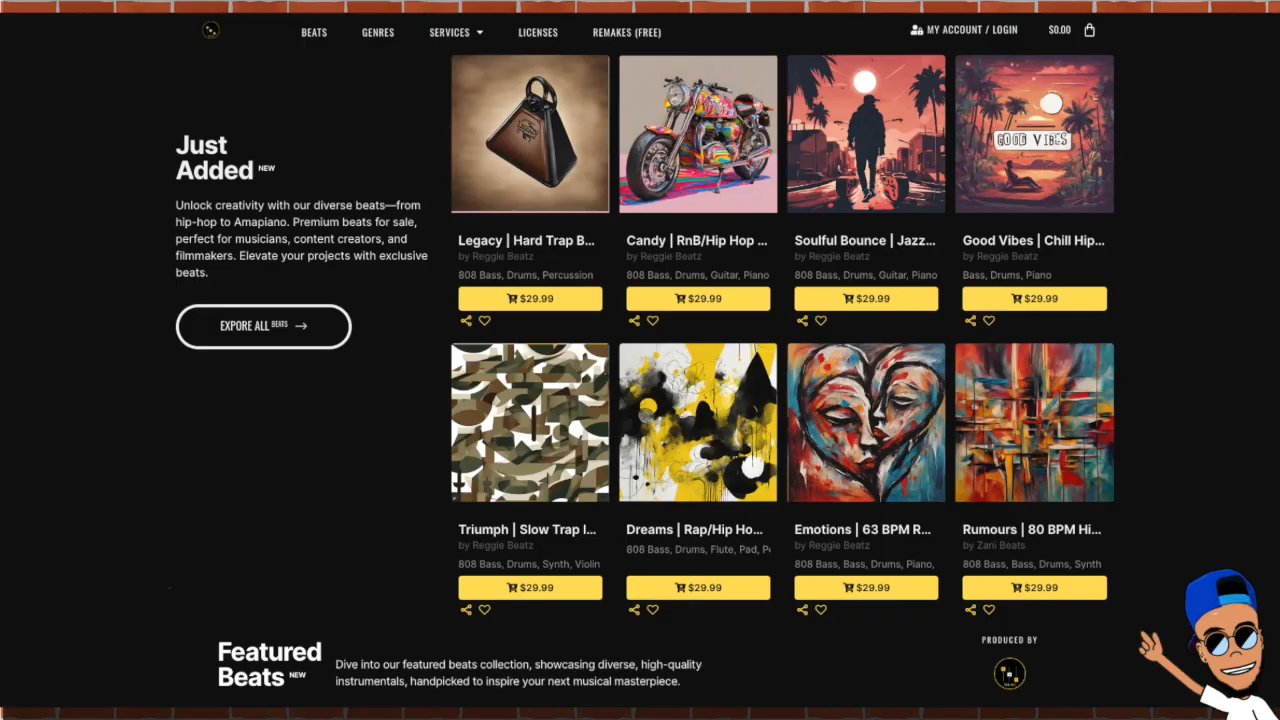 BEATS
GENRES
SERVICES
LICENSES
REMAKES (FREE)
MY ACCOUNT / LOGIN
$0.00
Just
Added NEW
Unlock creativity with our diverse beats—from
hip-hop to Amapiano. Premium beats for sale,
perfect for musicians, content creators, and
filmmakers. Elevate your projects with exclusive
beats.
EXPORE ALL BEATS
GOOD VIBES
Legacy | Hard Trap B...
by Reggie Beatz
808 Bass, Drums, Percussion
$29.99
Candy | RnB/Hip Hop ...
by Reggie Beatz
808 Bass, Drums, Guitar, Piano
$29.99
Soulful Bounce | Jazz...
by Reggie Beatz
808 Bass, Drums, Guitar, Piano
$29.99
Good Vibes | Chill Hip...
by Reggie Beatz
Bass, Drums, Piano
$29.99
Triumph | Slow Trap I...
by Reggie Beatz
808 Bass, Drums, Synth, Violin
$29.99
Dreams | Rap/Hip Ho...
808 Bass, Drums, Flute, Pad,
$29.99
Emotions | 63 BPM R...
by Reggie Beatz
808 Bass, Bass, Drums, Piano,
$29.99
Rumours | 80 BPM Hi...
by Zani Beats
808 Bass, Bass, Drums, Synth
$29.99
Featured
Beats NEW
Dive into our featured beats collection, showcasing diverse, high-quality
instrumentals, handpicked to inspire your next musical masterpiece.
PRODUCED BY